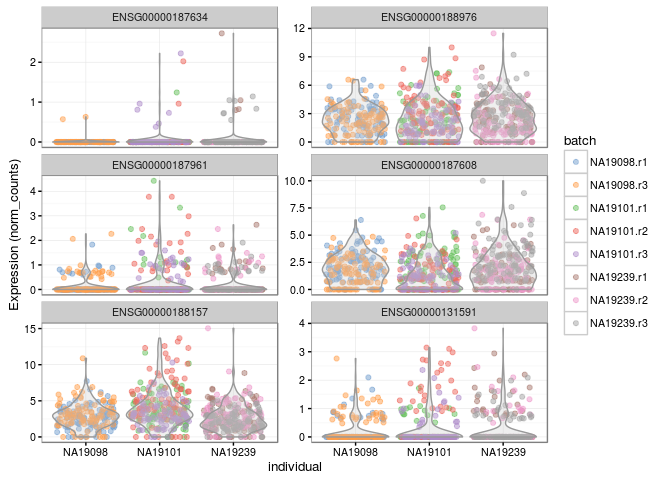 ENSG00000187634
ENSG00000188976
2
1
0
12
9
6
3
0
ENSG00000187961
ENSG00000187608
4
3
2
1
0
10.0
7.5
5.0
2.5
0.0
ENSG00000188157
ENSG00000131591
15
10
5
0
4
3
2
1
0
NA19098 NA19101 NA19239
NA19098 NA19101 NA19239
individual
Expression (norm_counts)
batch
NA19098.r1
NA19098.r3
NA19101.r1
NA19101.r2
NA19101.r3
NA19239.r1
NA19239.r2
NA19239.r3